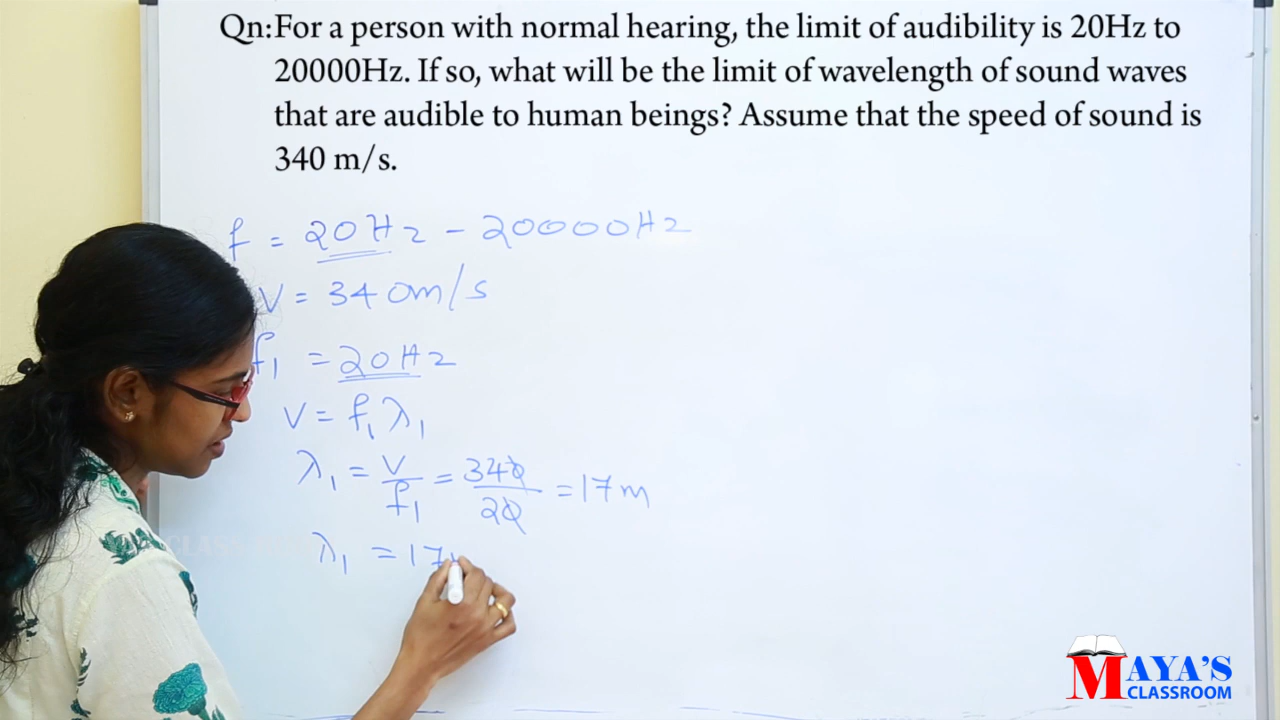 Qn: For a person with normal hearing, the limit of audibility is 20Hz to
20000Hz. If so, what will be the limit of wavelength of sound waves
that are audible to human beings? Assume that the speed of sound is
340 m/s.
f = 20Hz - 20000Hz
V = 340m/s
f₁ = 20Hz
V = f₁ λ₁
λ₁ = V/f₁ = 340/20 = 17m
λ₁ = 17
MAYA'S
CLASSROOM